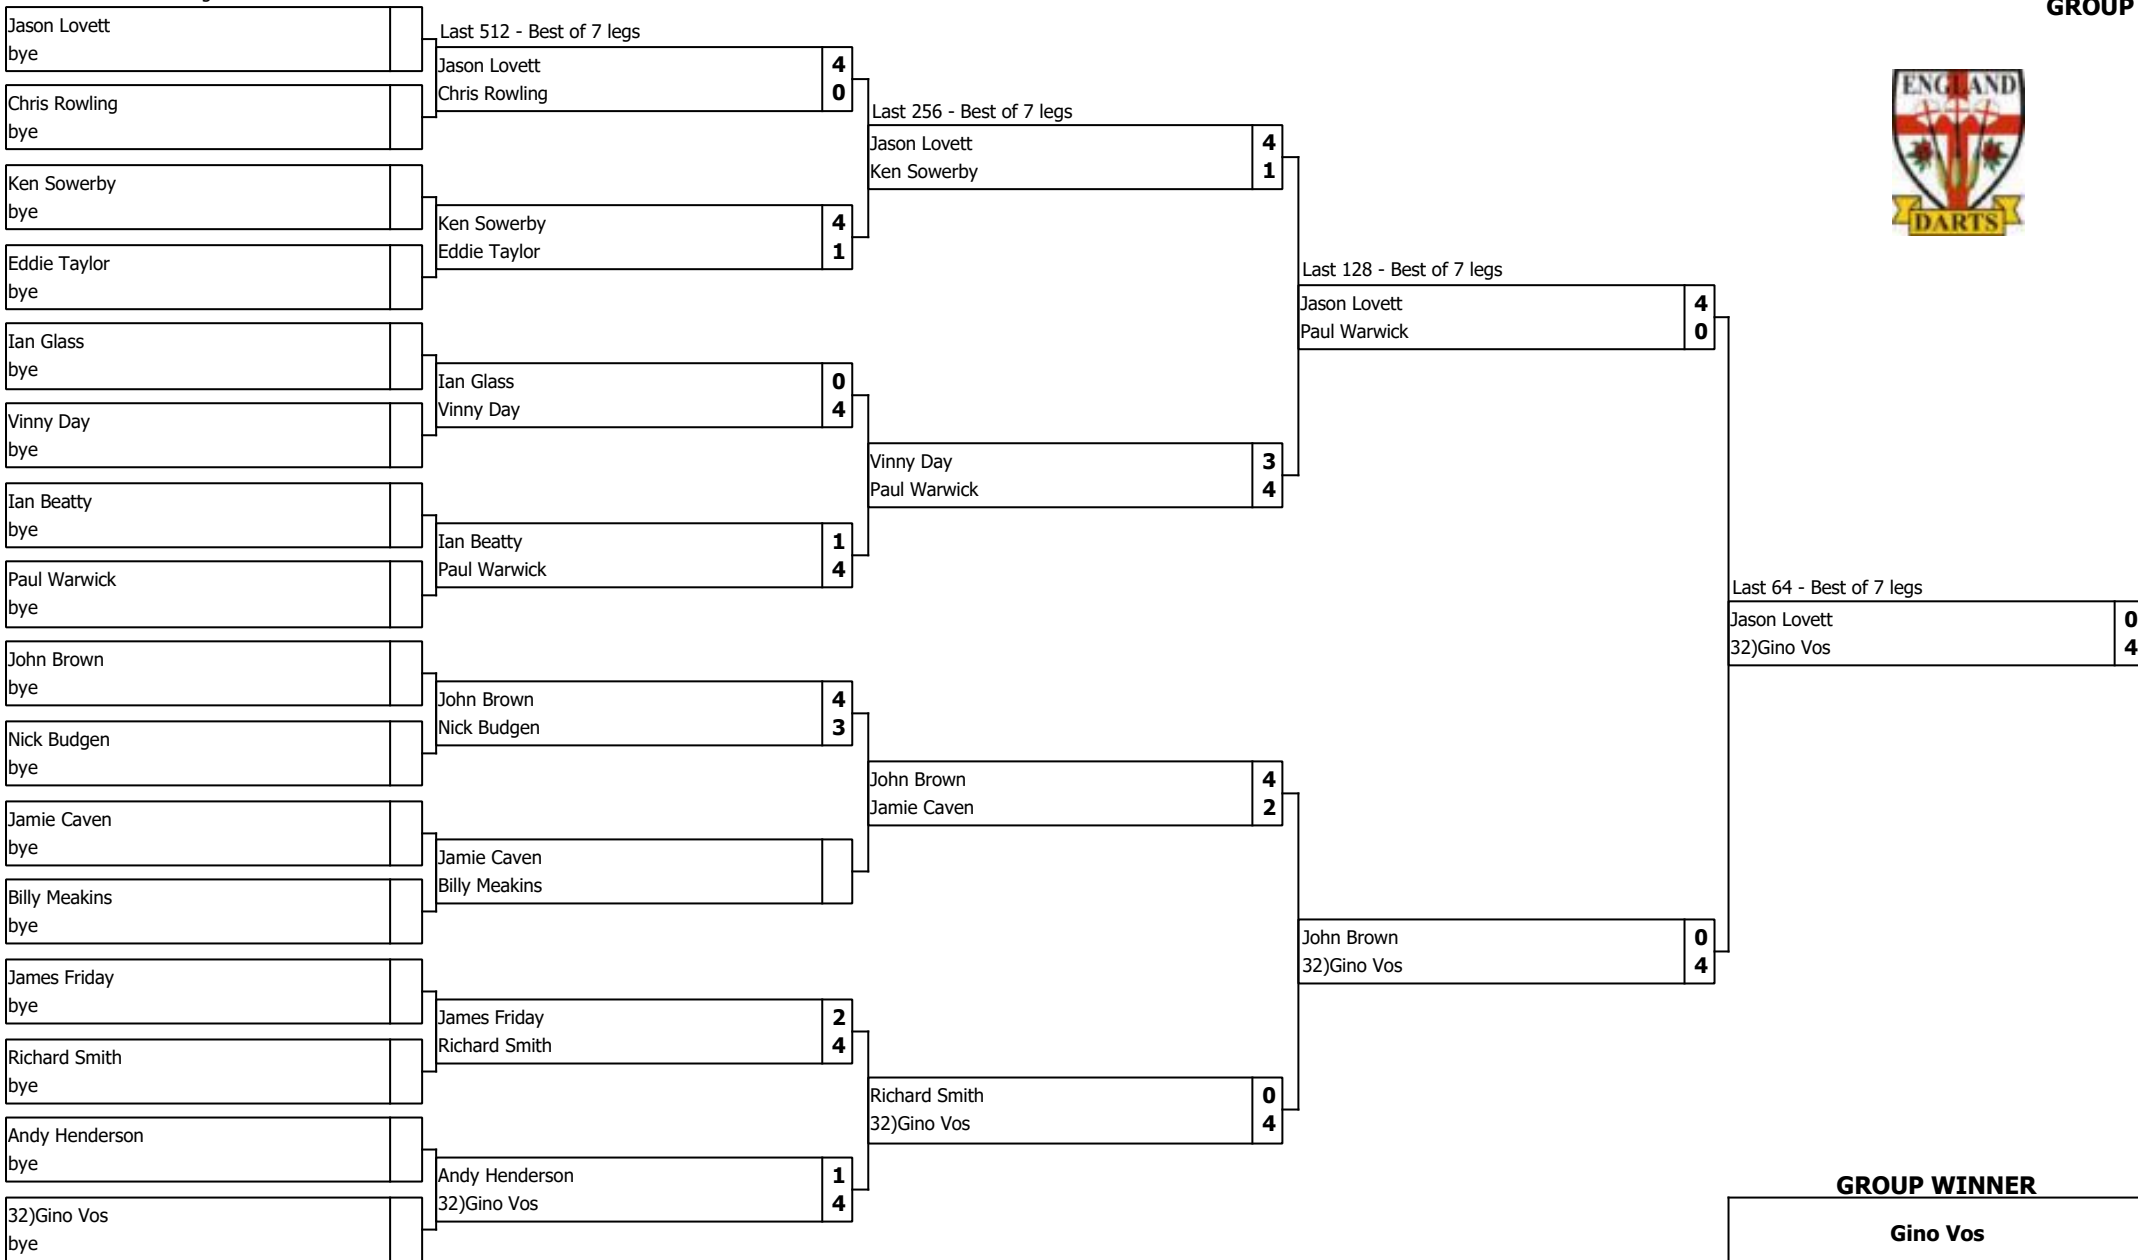 GROUP
Jason Lovett
bye
Chris Rowling
bye
Ken Sowerby
bye
Eddie Taylor
bye
Ian Glass
bye
Vinny Day
bye
Ian Beatty
bye
Paul Warwick
bye
John Brown
bye
Nick Budgen
bye
Jamie Caven
bye
Billy Meakins
bye
James Friday
bye
Richard Smith
bye
Andy Henderson
bye
32)Gino Vos
bye
Last 512 - Best of 7 legs
Jason Lovett 4
Chris Rowling 0
Ken Sowerby 4
Eddie Taylor 1
Ian Glass 0
Vinny Day 4
Ian Beatty 1
Paul Warwick 4
John Brown 4
Nick Budgen 3
Jamie Caven
Billy Meakins
James Friday 2
Richard Smith 4
Andy Henderson 1
32)Gino Vos 4
Last 256 - Best of 7 legs
Jason Lovett 4
Ken Sowerby 1
Vinny Day 3
Paul Warwick 4
John Brown 4
Jamie Caven 2
Richard Smith 0
32)Gino Vos 4
Last 128 - Best of 7 legs
Jason Lovett 4
Paul Warwick 0
John Brown 0
32)Gino Vos 4
ENGLAND
DARTS
Last 64 - Best of 7 legs
Jason Lovett 0
32)Gino Vos 4
GROUP WINNER
Gino Vos